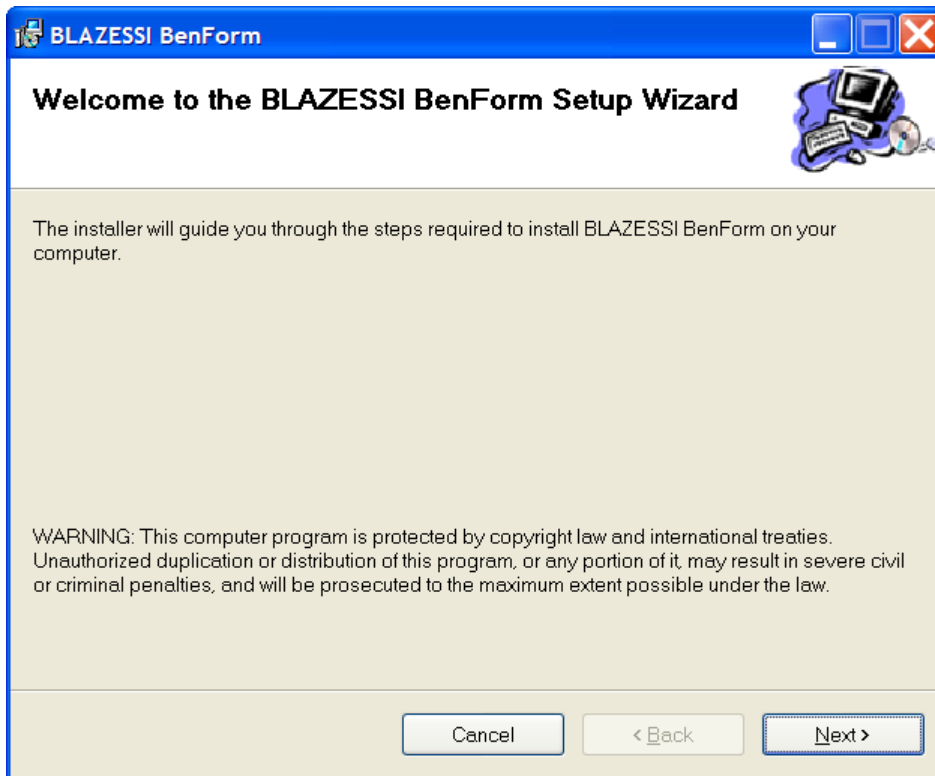 BLAZESSI BenForm
Welcome to the BLAZESSI BenForm Setup Wizard
The installer will guide you through the steps required to install BLAZESSI BenForm on your
computer.
WARNING: This computer program is protected by copyright law and international treaties.
Unauthorized duplication or distribution of this program, or any portion of it, may result in severe civil
or criminal penalties, and will be prosecuted to the maximum extent possible under the law.
Cancel < Back Next >